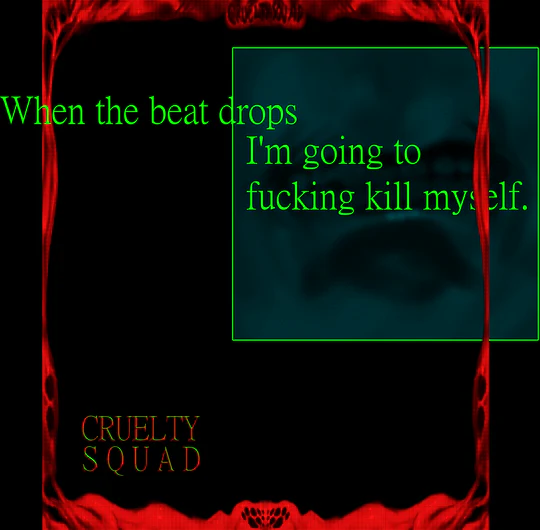 When the beat drops
I'm going to
fucking kill myself.
CRUELTY
SQUAD